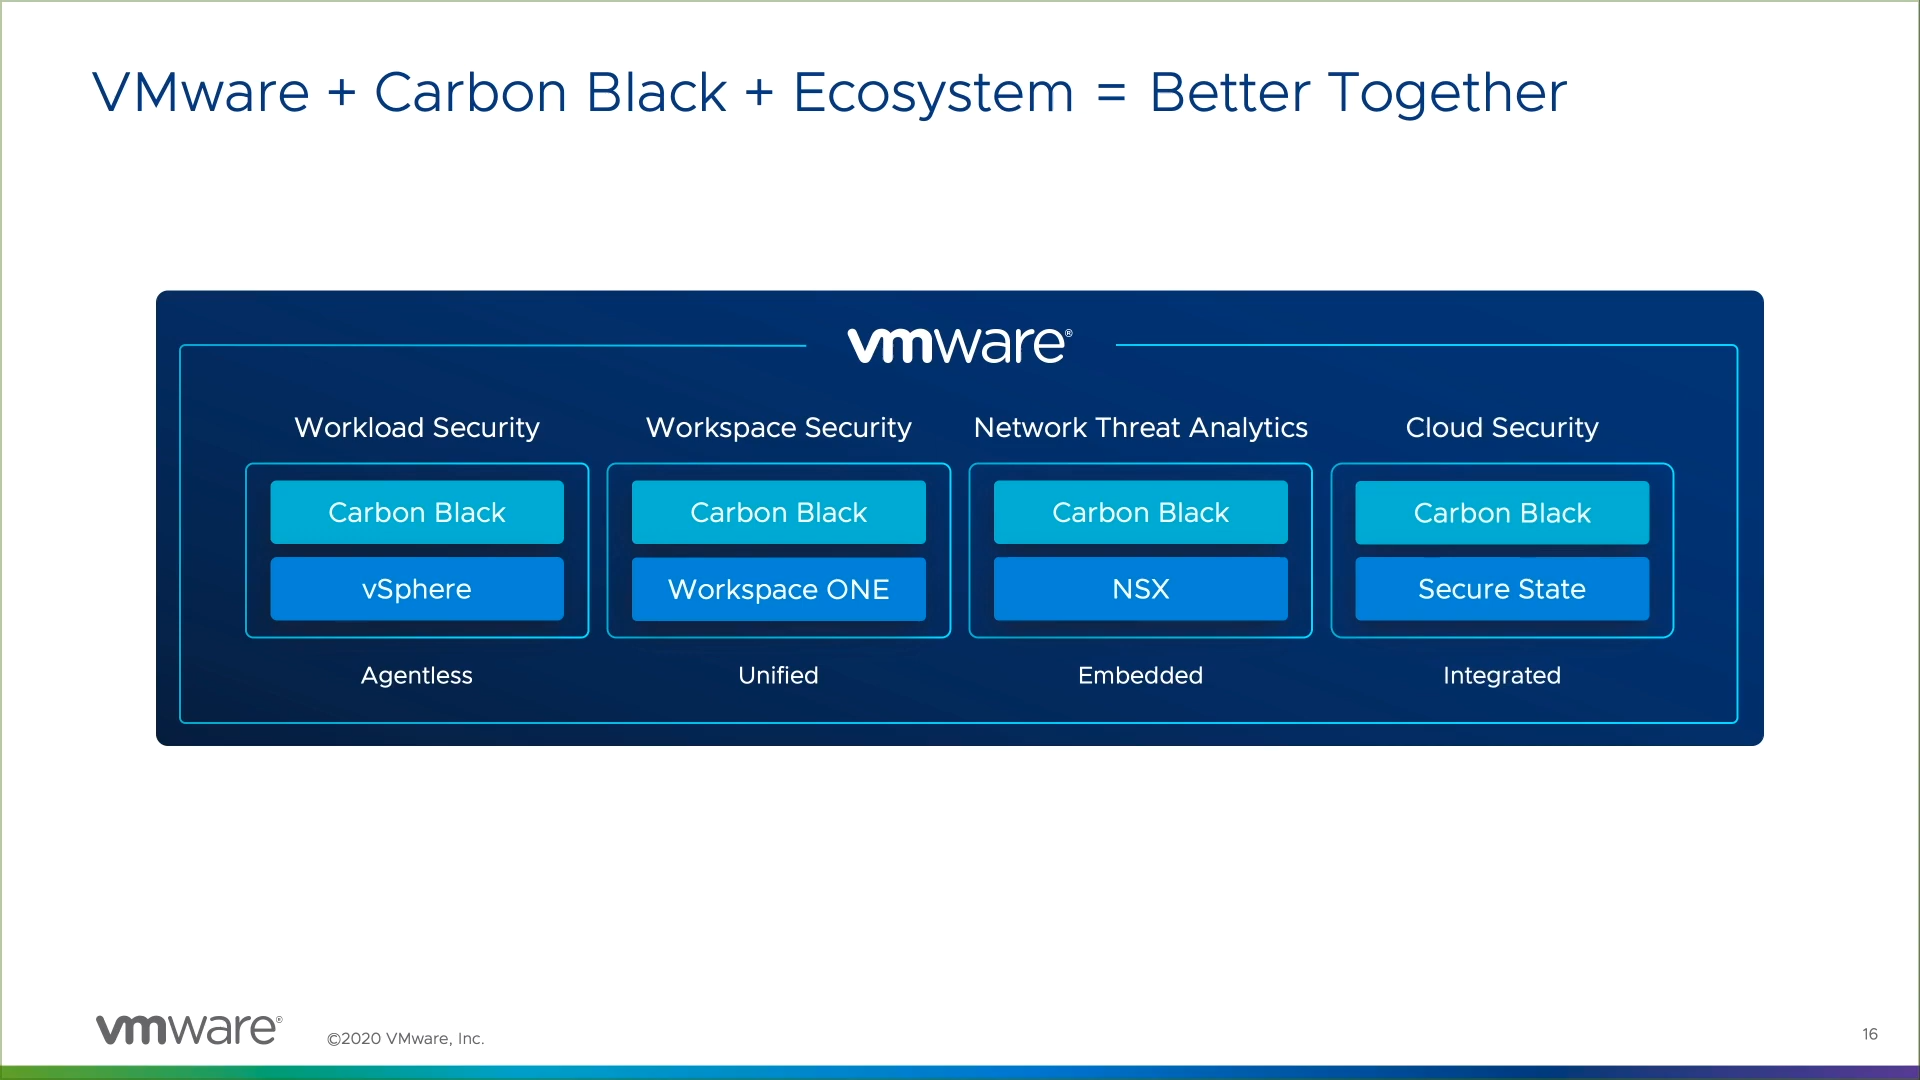 VMware + Carbon Black + Ecosystem = Better Together
vmware®
Workload Security
Workspace Security
Network Threat Analytics
Cloud Security
Carbon Black
Carbon Black
Carbon Black
Carbon Black
vSphere
Workspace ONE
NSX
Secure State
Agentless
Unified
Embedded
Integrated
vmware®
©2020 VMware, Inc.
16